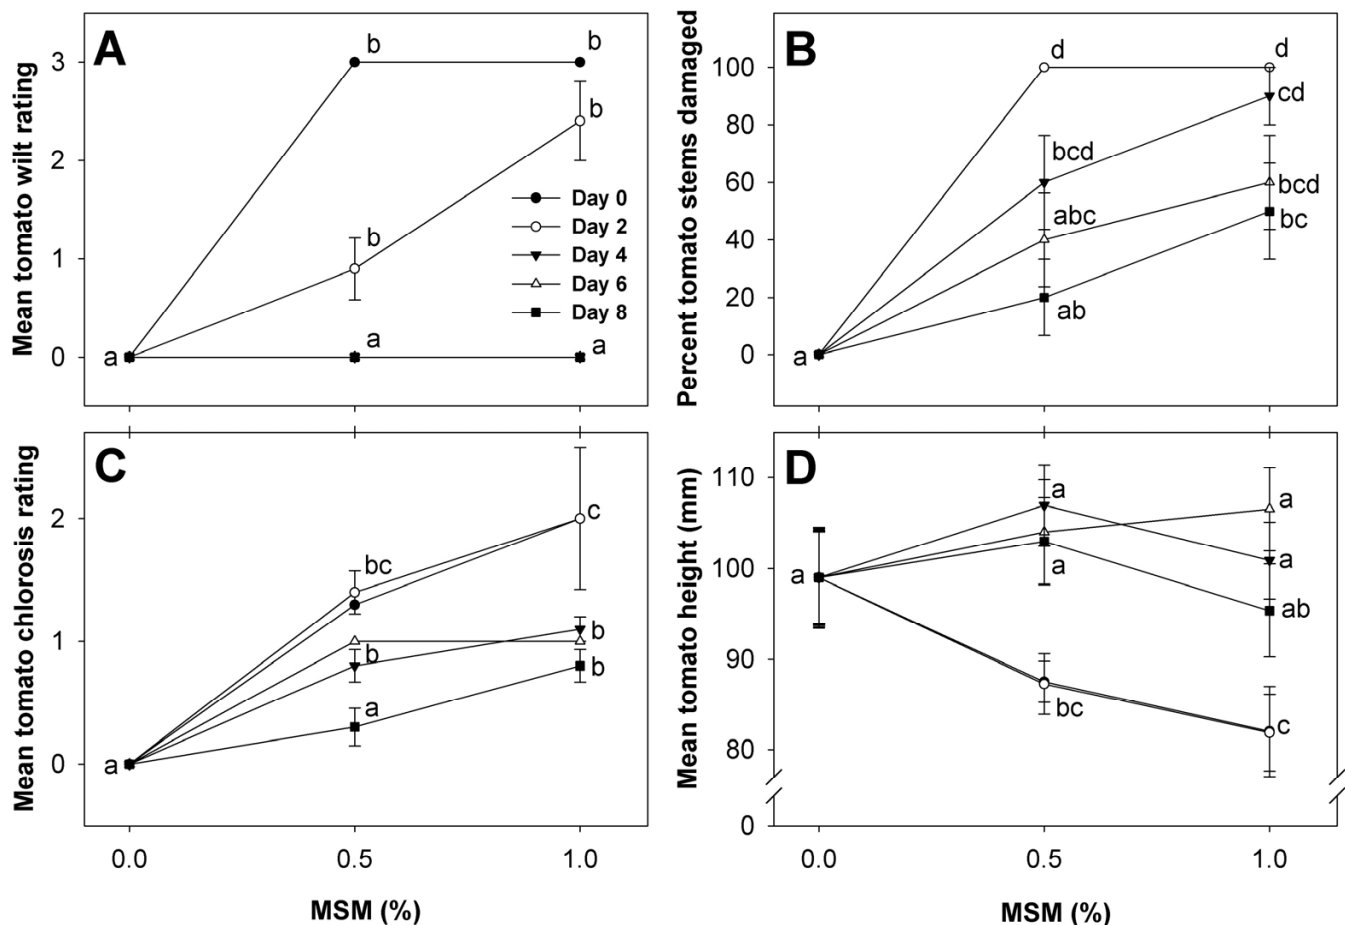 A
Mean tomato wilt rating
3
2
1
0
b
b
b
b
a
a
a
Day 0
Day 2
Day 4
Day 6
Day 8
B
Percent tomato stems damaged
100
80
60
40
20
0
d
d
cd
bcd
bcd
abc
bc
ab
a
C
Mean tomato chlorosis rating
2
1
0
c
bc
b
b
b
a
a
0.0
0.5
1.0
MSM (%)
D
Mean tomato height (mm)
110
100
90
80
0
a
a
a
a
a
ab
bc
c
0.0
0.5
1.0
MSM (%)